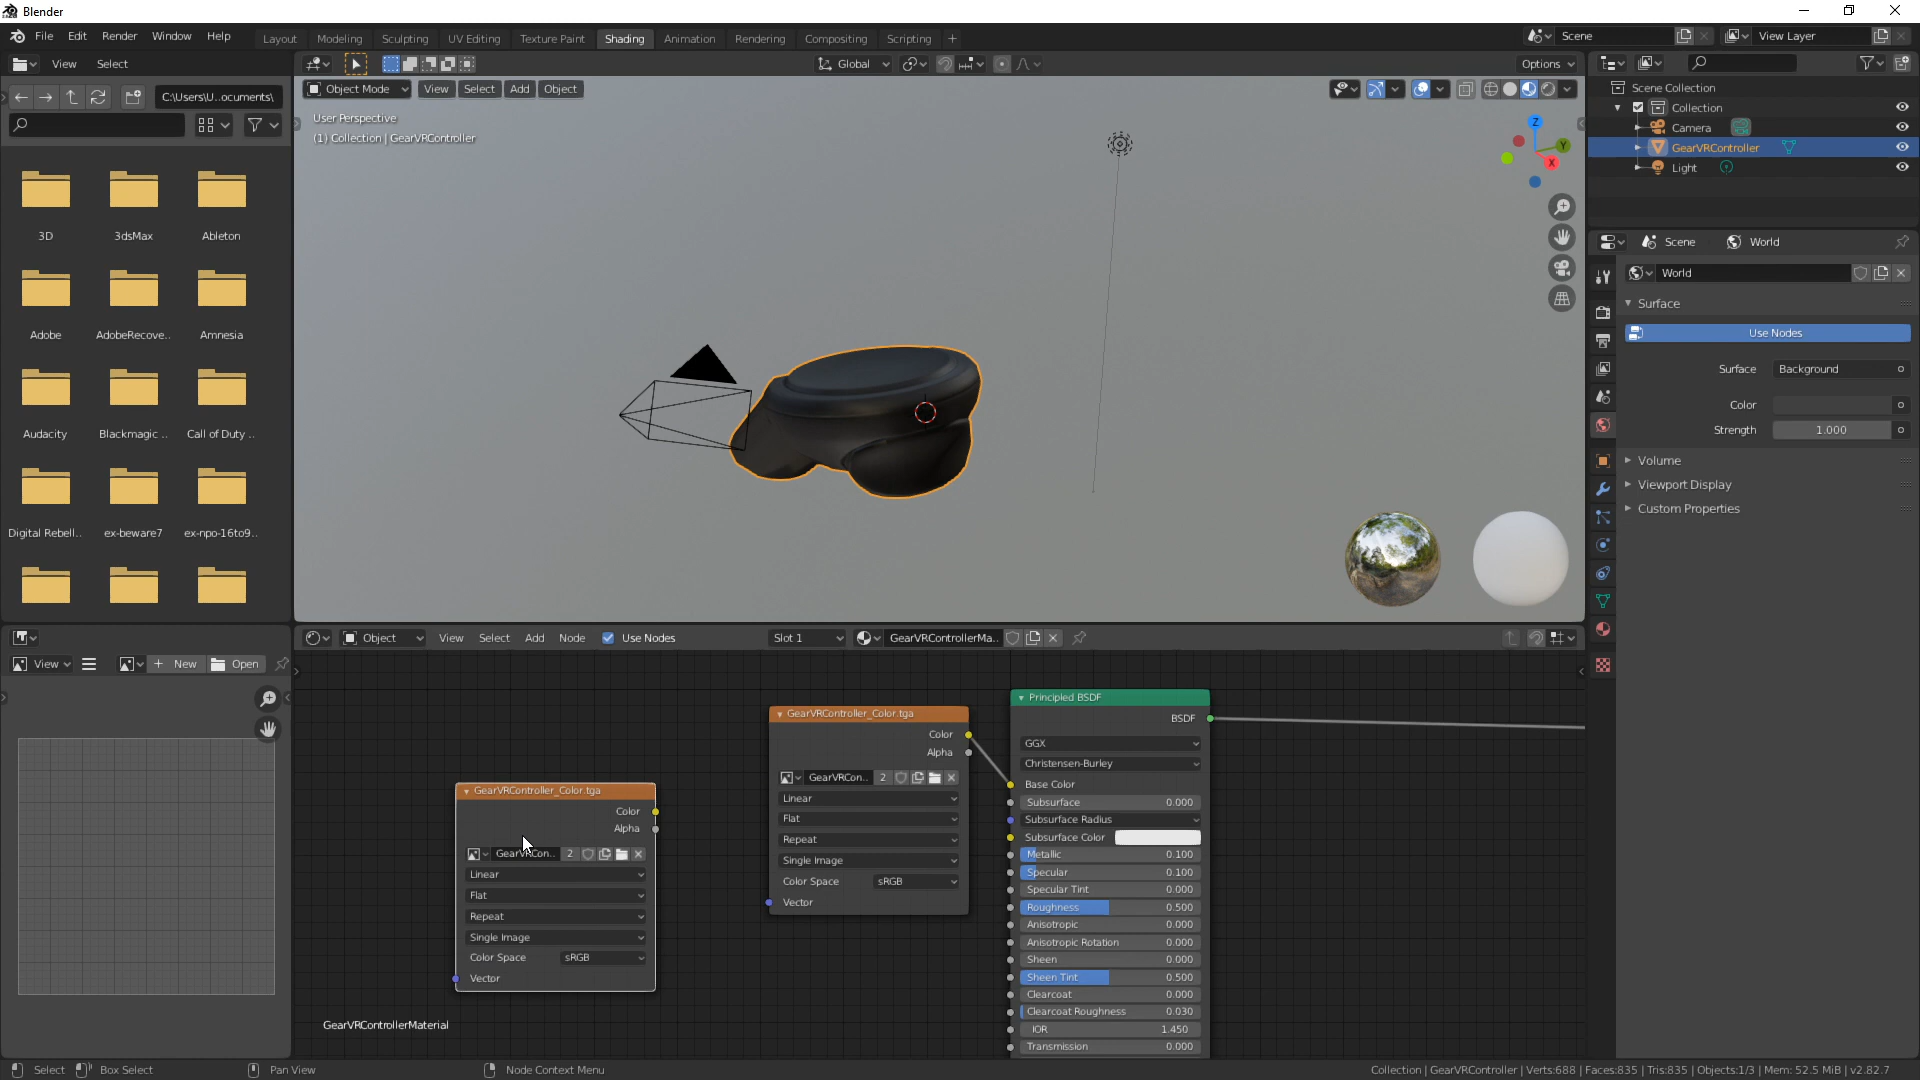 Blender
File Edit Render Window Help
Layout Modeling Sculpting UV Editing Texture Paint Shading Animation Rendering Compositing Scripting +
Scene
View Layer
View Select
Global
Options
C:\Users\U..ocuments\
Object Mode View Select Add Object
User Perspective
(1) Collection | GearVRController
Z
Y
X
3D 3dsMax Ableton
Adobe AdobeRecove.. Amnesia
Audacity Blackmagic .. Call of Duty ..
Digital Rebell.. ex-beware7 ex-npo-16to9..
Scene Collection
Collection
Camera
GearVRController
Light
Scene World
World
Surface
Use Nodes
Surface Background
Color
Strength 1.000
Volume
Viewport Display
Custom Properties
View + New Open
Object View Select Add Node Use Nodes Slot 1 GearVRControllerMa..
GearVRController_Color.tga
Color
Alpha
GearVRCon.. 2
Linear
Flat
Repeat
Single Image
Color Space sRGB
Vector
GearVRController_Color.tga
Color
Alpha
GearVRCon.. 2
Linear
Flat
Repeat
Single Image
Color Space sRGB
Vector
Principled BSDF
BSDF
GGX
Christensen-Burley
Base Color
Subsurface 0.000
Subsurface Radius
Subsurface Color
Metallic 0.100
Specular 0.100
Specular Tint 0.000
Roughness 0.500
Anisotropic 0.000
Anisotropic Rotation 0.000
Sheen 0.000
Sheen Tint 0.500
Clearcoat 0.000
Clearcoat Roughness 0.030
IOR 1.450
Transmission 0.000
GearVRControllerMaterial
Select Box Select Pan View Node Context Menu
Collection | GearVRController | Verts:688 | Faces:835 | Tris:835 | Objects:1/3 | Mem: 52.5 MiB | v2.82.7